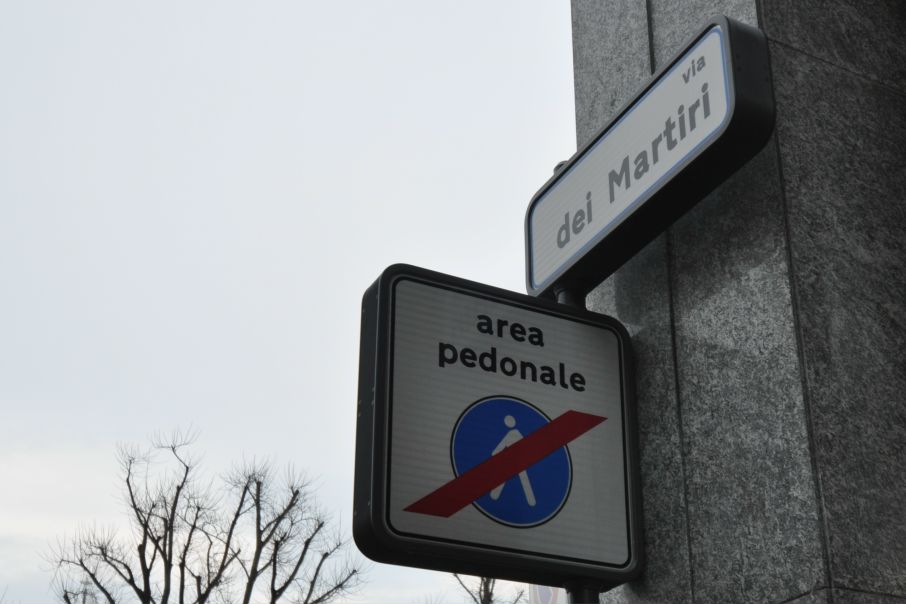 via
dei Martiri
area
pedonale